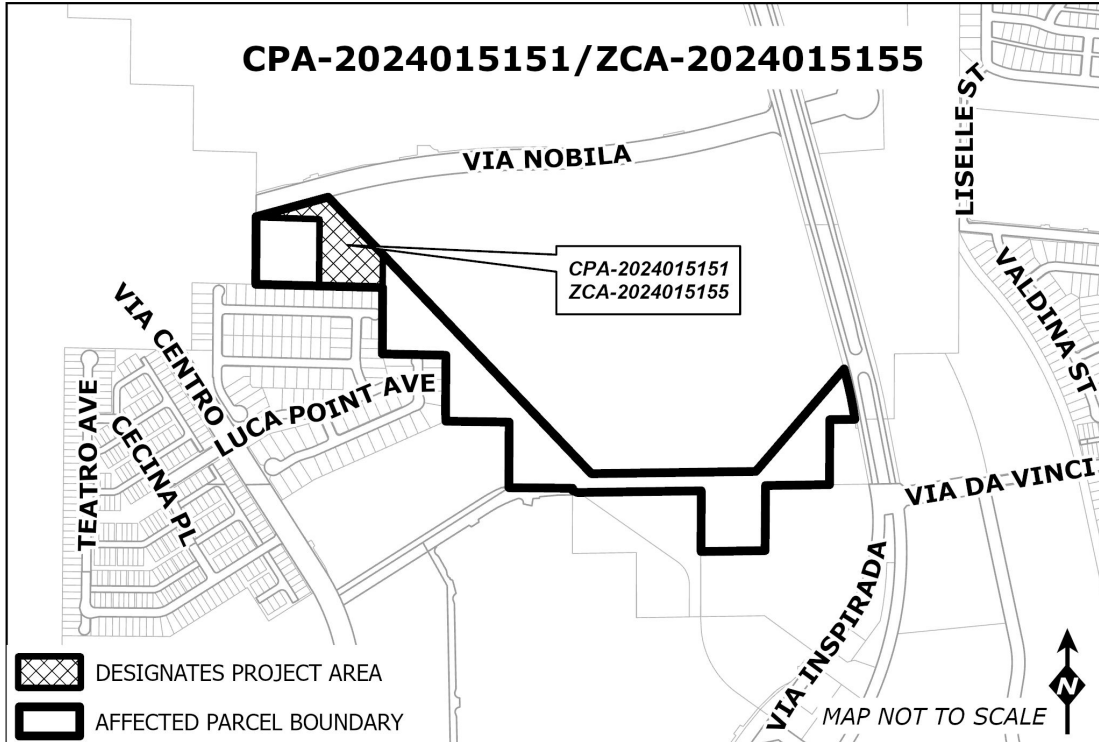 CPA-2024015151/ZCA-2024015155
LISELLE ST
VIA NOBILA
CPA-2024015151
ZCA-2024015155
VALDINA ST
VIA CENTRO
LUCA POINT AVE
TEATRO AVE
CECINA PL
VIA DA VINCI
VIA INSPIRADA
DESIGNATES PROJECT AREA
AFFECTED PARCEL BOUNDARY
MAP NOT TO SCALE
N